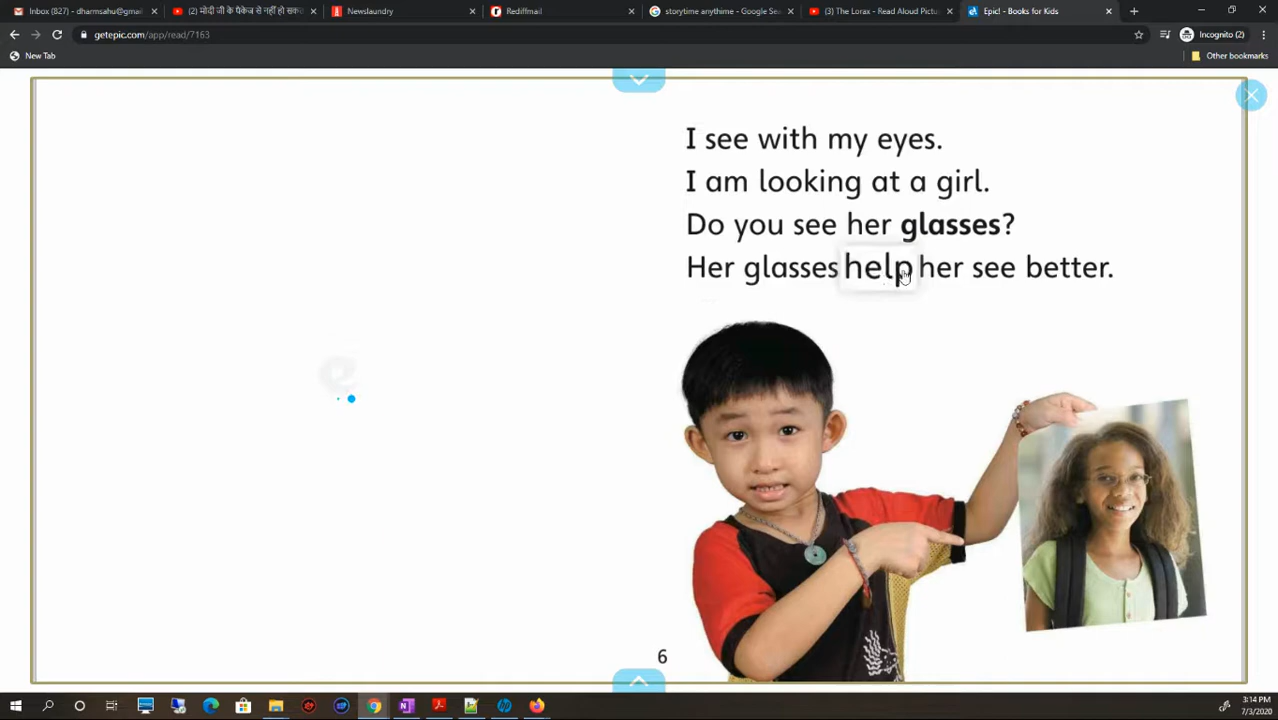 Inbox (827) - dharmsahu@gmail
(2) मोदी जी के पैकेज से नहीं हो सक
Newslaundry
Rediffmail
storytime anythime - Google Sea
(3) The Lorax - Read Aloud Pictu
Epic! - Books for Kids
getepic.com/app/read/7163
Incognito (2)
New Tab
Other bookmarks
I see with my eyes.
I am looking at a girl.
Do you see her glasses?
Her glasses help her see better.
e
6
3:14 PM
7/3/2020